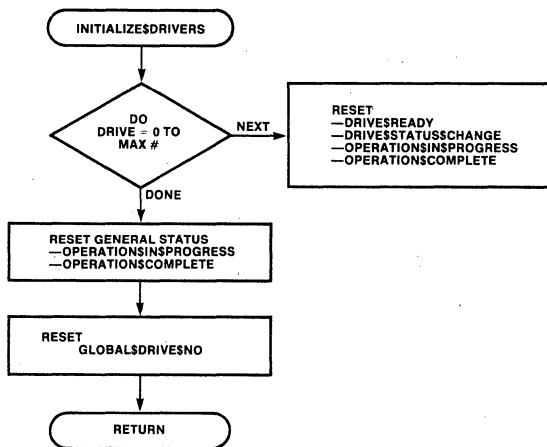 INITIALIZE$DRIVERS
DO
DRIVE = 0 TO
MAX #
NEXT
RESET
—DRIVE$READY
—DRIVE$STATUS$CHANGE
—OPERATION$IN$PROGRESS
—OPERATION$COMPLETE
DONE
RESET GENERAL STATUS
—OPERATION$IN$PROGRESS
—OPERATION$COMPLETE
RESET
GLOBAL$DRIVE$NO
RETURN